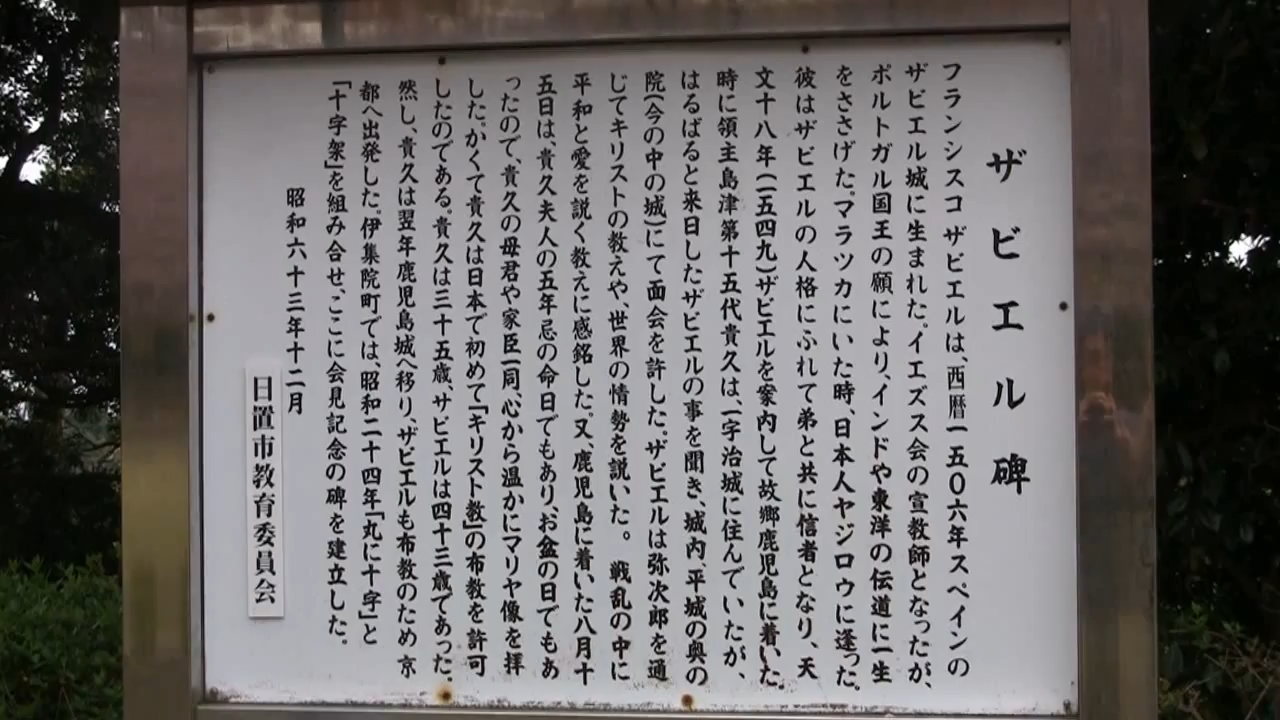 ザビエル碑
フランシスコ ザビエルは、西暦一五〇六年スペインの
ザビエル城に生まれた。イエズス会の宣教師となったが、
ポルトガル国王の願により、インドや東洋の伝道に一生
をささげた。マラツカにいた時、日本人ヤジロウに逢った。
彼はザビエルの人格にふれて弟と共に信者となり、天
文十八年(一五四九)ザビエルを案内して故郷鹿児島に着いた。
時に領主島津第十五代貴久は、一字治城に住んでいたが、
はるばると来日したザビエルの事を聞き、城内、平城の奥の
院(今の中の城)にて面会を許した。ザビエルは弥次郎を通
じてキリストの教えや、世界の情勢を説いた。 戦乱の中に
平和と愛を説く教えに感銘した。又、鹿児島に着いた八月十
五日は、貴久夫人の五年忌の命日でもあり、お盆の日でもあ
ったので、貴久の母君や家臣一同、心から温かにマリヤ像を拝
した。かくて貴久は日本で初めて「キリスト教」の布教を許可
したのである。貴久は三十五歳、サビエルは四十三歳であった。
然し、貴久は翌年鹿児島城へ移り、ザビエルも布教のため京
都へ出発した。伊集院町では、昭和二十四年「丸に十字」と
「十字架」を組み合せ、ここに会見記念の碑を建立した。
昭和六十三年十二月
日置市教育委員会